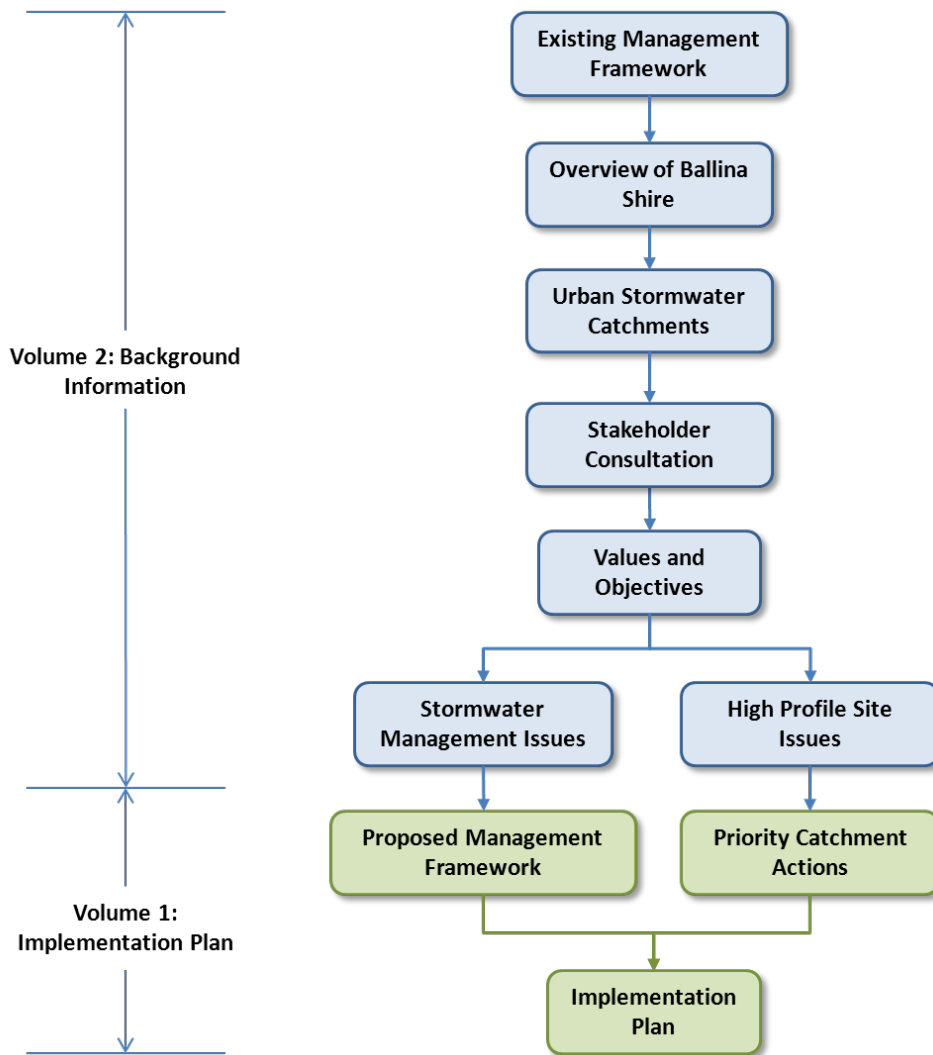 Existing Management
Framework
Overview of Ballina
Shire
Urban Stormwater
Catchments
Volume 2: Background
Information
Stakeholder
Consultation
Values and
Objectives
Stormwater
Management Issues
High Profile Site
Issues
Proposed Management
Framework
Priority Catchment
Actions
Volume 1:
Implementation Plan
Implementation
Plan